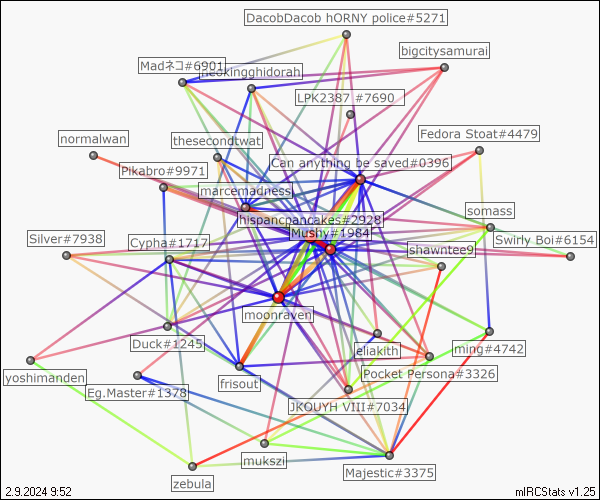 DacobDacob hORNY police#5271
bigcitysamurai
Madネコ#6901
neokingghidorah
LPK2387 #7690
normalwan
thesecondtwat
Fedora Stoat#4479
Can anything be saved#0396
Pikabro#9971
marcemadness
hispancpancakes#2928
somass
Mushy#1984
Silver#7938
Cypha#1717
shawntee9
Swirly Boi#6154
moonraven
Duck#1245
eliakith
ming#4742
yoshimanden
frisout
Pocket Persona#3326
Eg.Master#1378
JKQUYH VIII#7034
mukszi
Majestic#3375
zebula
2.9.2024 9:52
mIRCStats v1.25